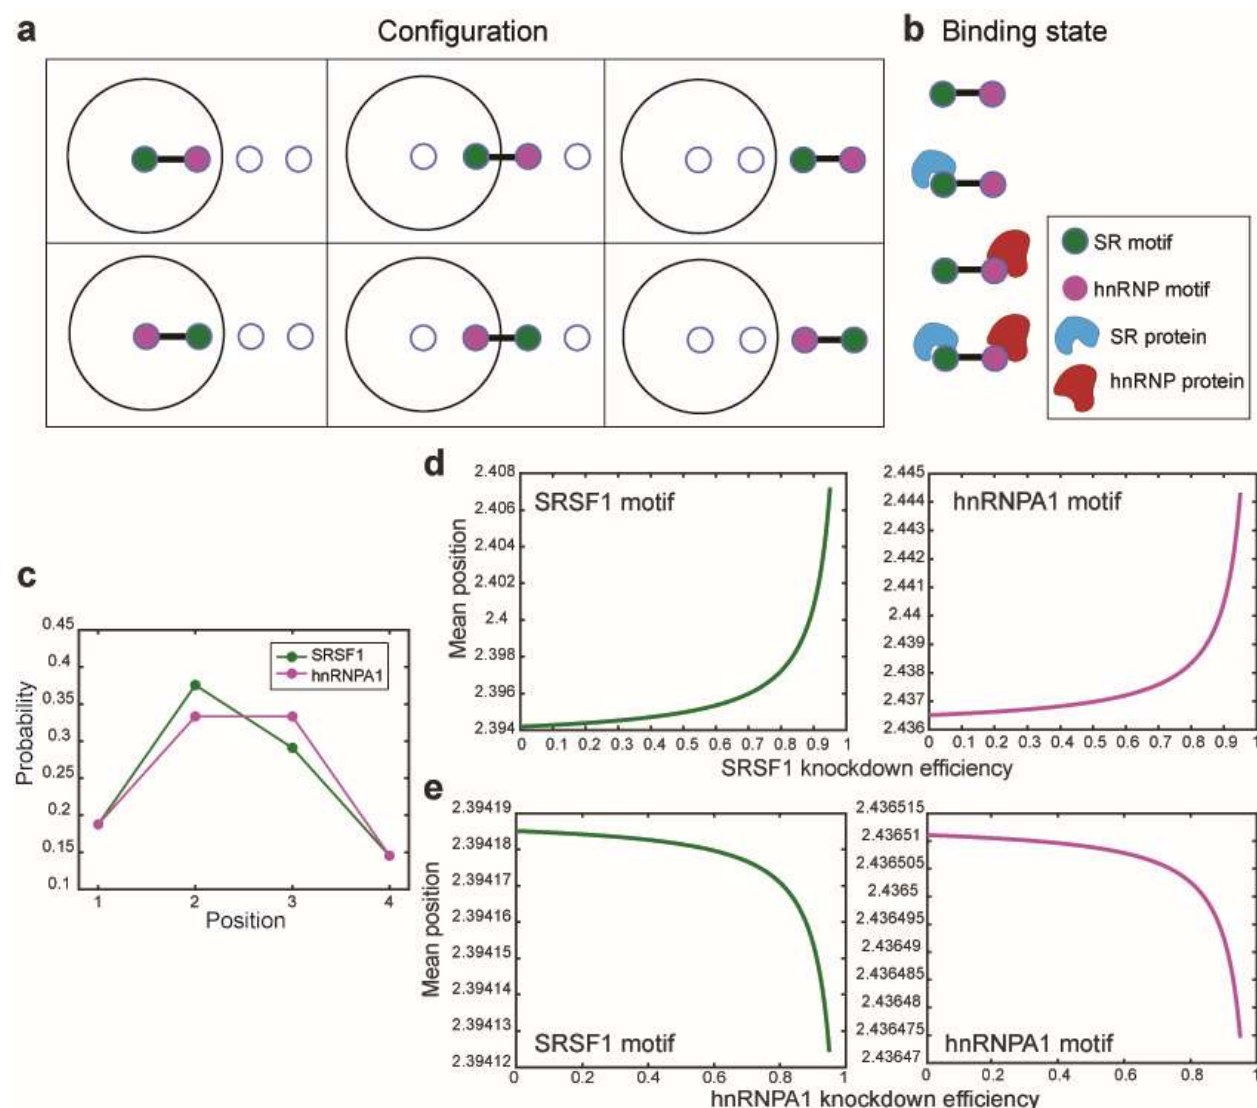 a
Configuration
b Binding state
SR motif
hnRNP motif
SR protein
hnRNP protein
c
0.45
0.4
0.35
0.3
0.25
0.2
0.15
0.1
Probability
SRSF1
hnRNPA1
1 2 3 4
Position
d
2.408
2.406
2.404
2.402
2.4
2.398
2.396
2.394
Mean position
SRSF1 motif
0 0.1 0.2 0.3 0.4 0.5 0.6 0.7 0.8 0.9 1
2.445
2.444
2.443
2.442
2.441
2.44
2.439
2.438
2.437
2.436
hnRNPA1 motif
0 0.1 0.2 0.3 0.4 0.5 0.6 0.7 0.8 0.9 1
SRSF1 knockdown efficiency
e
2.39419
2.39418
2.39417
2.39416
2.39415
2.39414
2.39413
2.39412
Mean position
SRSF1 motif
0 0.2 0.4 0.6 0.8 1
2.436515
2.43651
2.436505
2.4365
2.436495
2.43649
2.436485
2.43648
2.436475
2.43647
hnRNPA1 motif
0 0.2 0.4 0.6 0.8 1
hnRNPA1 knockdown efficiency